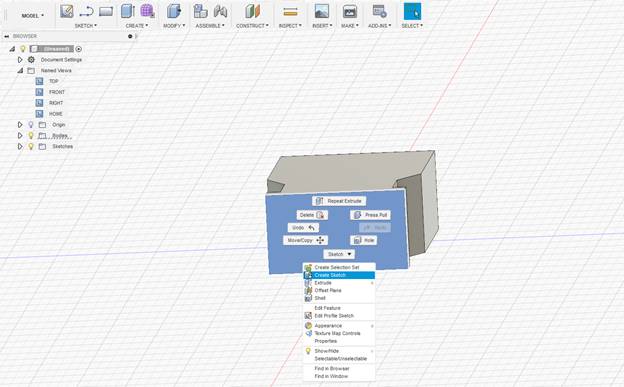 MODEL
SKETCH
CREATE
MODIFY
ASSEMBLE
CONSTRUCT
INSPECT
INSERT
MAKE
ADD-INS
SELECT
BROWSER
(Unsaved)
Document Settings
Named Views
TOP
FRONT
RIGHT
HOME
Origin
Bodies
Sketches
Repeat Extrude
Delete
Press Pull
Undo
Redo
Move/Copy
Hole
Sketch
Create Selection Set
Create Sketch
Extrude
Offset Plane
Shell
Edit Feature
Edit Profile Sketch
Appearance
Texture Map Controls
Properties
Show/Hide
Selectable/Unselectable
Find in Browser
Find in Window